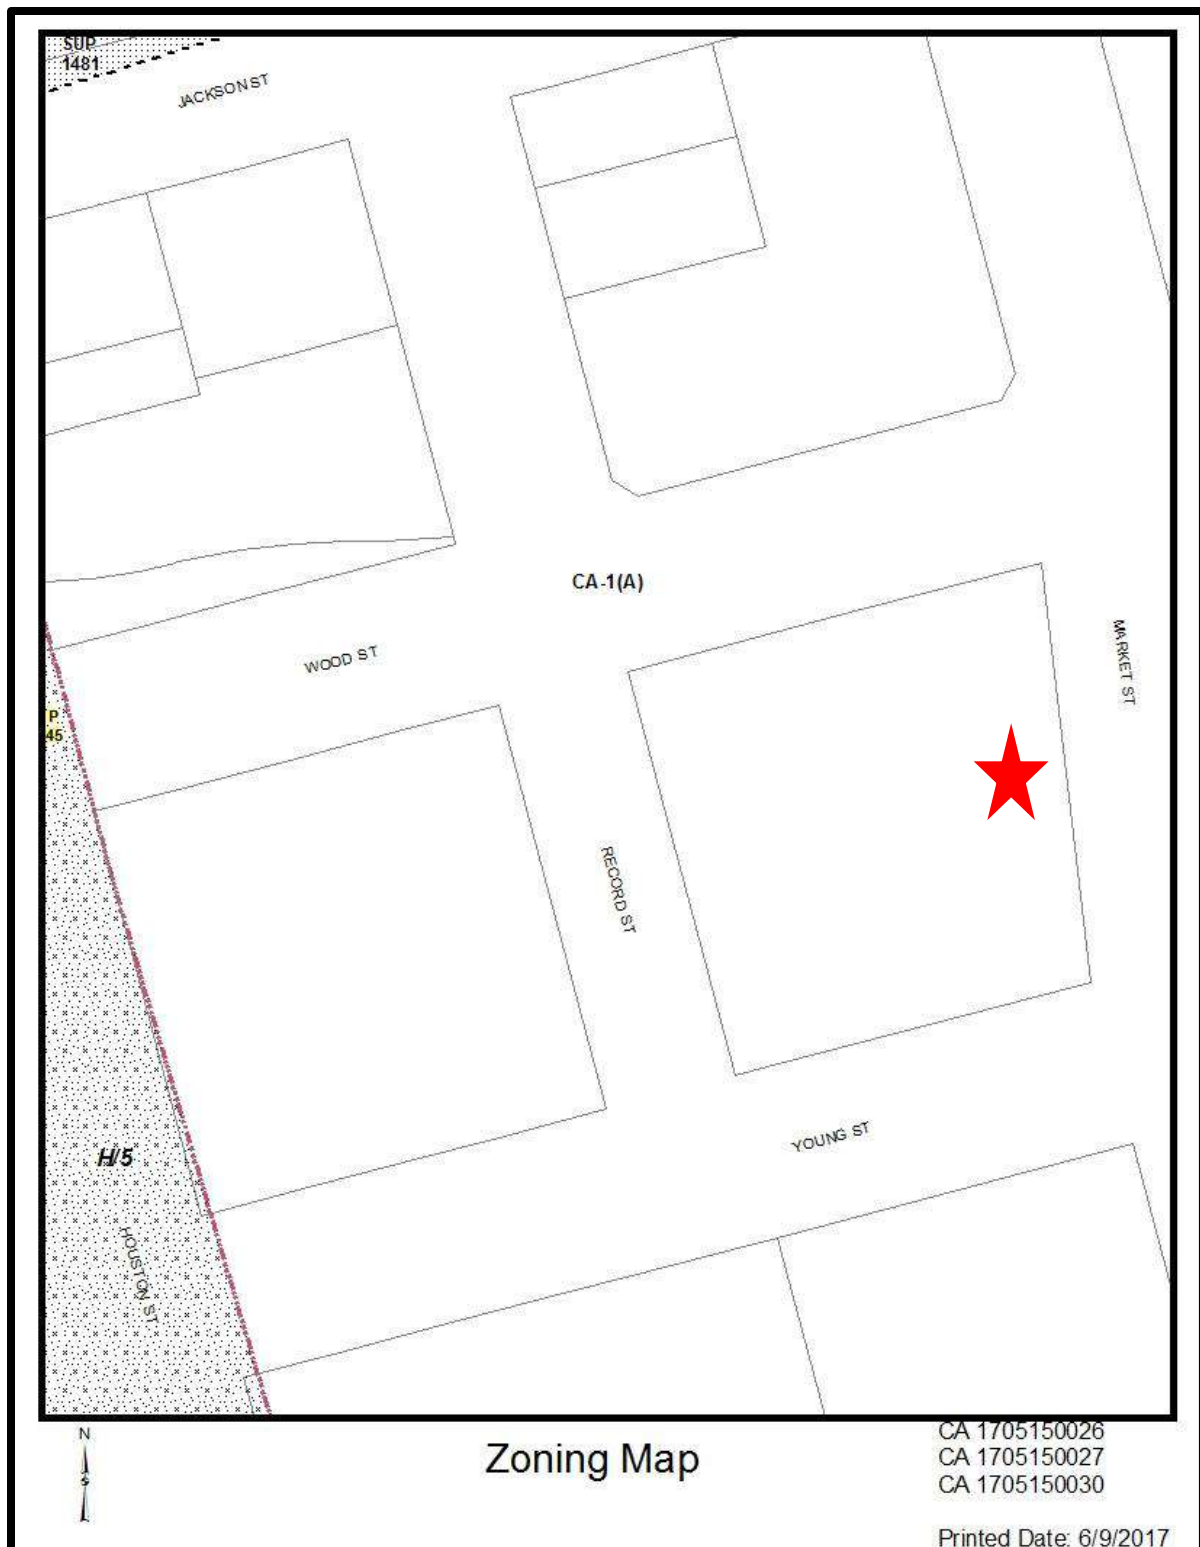 SUP
1481
JACKSON ST
CA-1(A)
WOOD ST
MARKET ST
P
45
RECORD ST
YOUNG ST
H/5
HOUSTON ST
N
S
Zoning Map
CA 1705150026
CA 1705150027
CA 1705150030
Printed Date: 6/9/2017